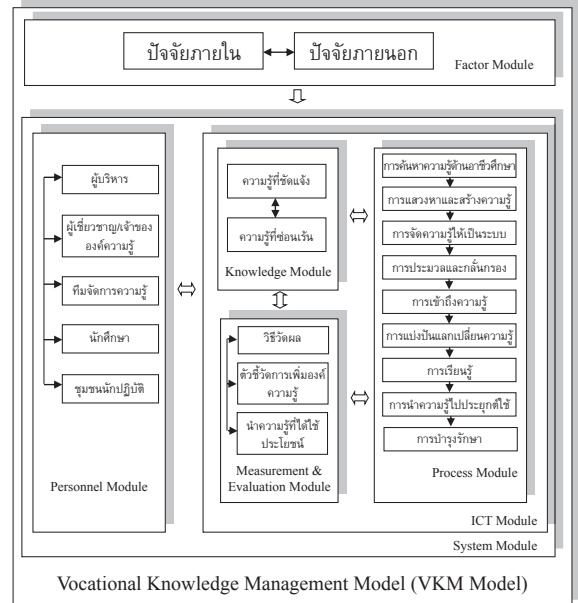 ปัจจัยภายใน
ปัจจัยภายนอก
Factor Module
ผู้บริหาร
ผู้เชี่ยวชาญ/เจ้าของ
องค์ความรู้
ทีมจัดการความรู้
นักศึกษา
ชุมชนนักปฏิบัติ
Personnel Module
ความรู้ที่ชัดแจ้ง
ความรู้ที่ซ่อนเร้น
Knowledge Module
วิธีวัดผล
ตัวชี้วัดการเพิ่มองค์
ความรู้
นำความรู้ที่ได้ใช้
ประโยชน์
Measurement &
Evaluation Module
การค้นหาความรู้ด้านอาชีวศึกษา
การแสวงหาและสร้างความรู้
การจัดความรู้ให้เป็นระบบ
การประมวลและกลั่นกรอง
การเข้าถึงความรู้
การแบ่งปันแลกเปลี่ยนความรู้
การเรียนรู้
การนำความรู้ไปประยุกต์ใช้
การบำรุงรักษา
Process Module
ICT Module
System Module
Vocational Knowledge Management Model (VKM Model)